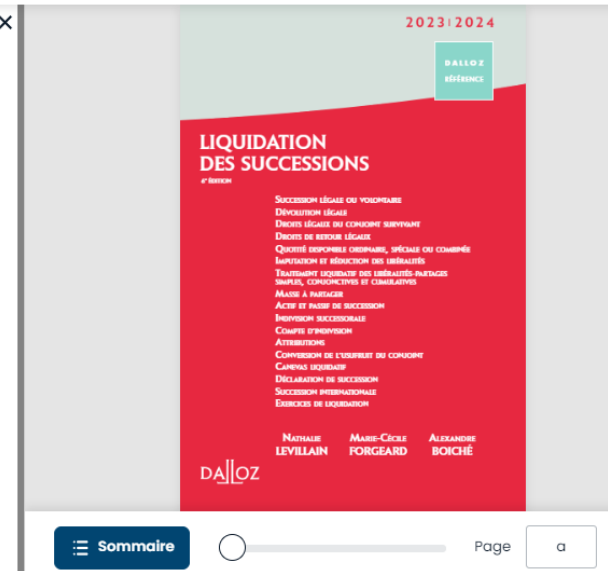 2023|2024
DALLOZ
RÉFÉRENCE
LIQUIDATION
DES SUCCESSIONS
6e ÉDITION
SUCCESSION LÉGALE OU VOLONTAIRE
DÉVOLUTION LÉGALE
DROITS LÉGAUX DU CONJOINT SURVIVANT
DROITS DE RETOUR LÉGAUX
QUOTITÉ DISPONIBLE ORDINAIRE, SPÉCIALE OU COMBINÉE
IMPUTATION ET RÉDUCTION DES LIBÉRALITÉS
TRAITEMENT LIQUIDATIF DES LIBÉRALITÉS-PARTAGES
SIMPLES, CONJONCTIVES ET CUMULATIVES
MASSE À PARTAGER
ACTIF ET PASSIF DE SUCCESSION
INDIVISION SUCCESSORALE
COMPTE D'INDIVISION
ATTRIBUTIONS
CONVERSION DE L'USUFRUIT DU CONJOINT
CANEVAS LIQUIDATIF
DÉCLARATION DE SUCCESSION
SUCCESSION INTERNATIONALE
EXERCICES DE LIQUIDATION
NATHALIE MARIE-CÉCILE ALEXANDRE
LEVILLAIN FORGEARD BOICHÉ
DALLOZ
Sommaire Page a